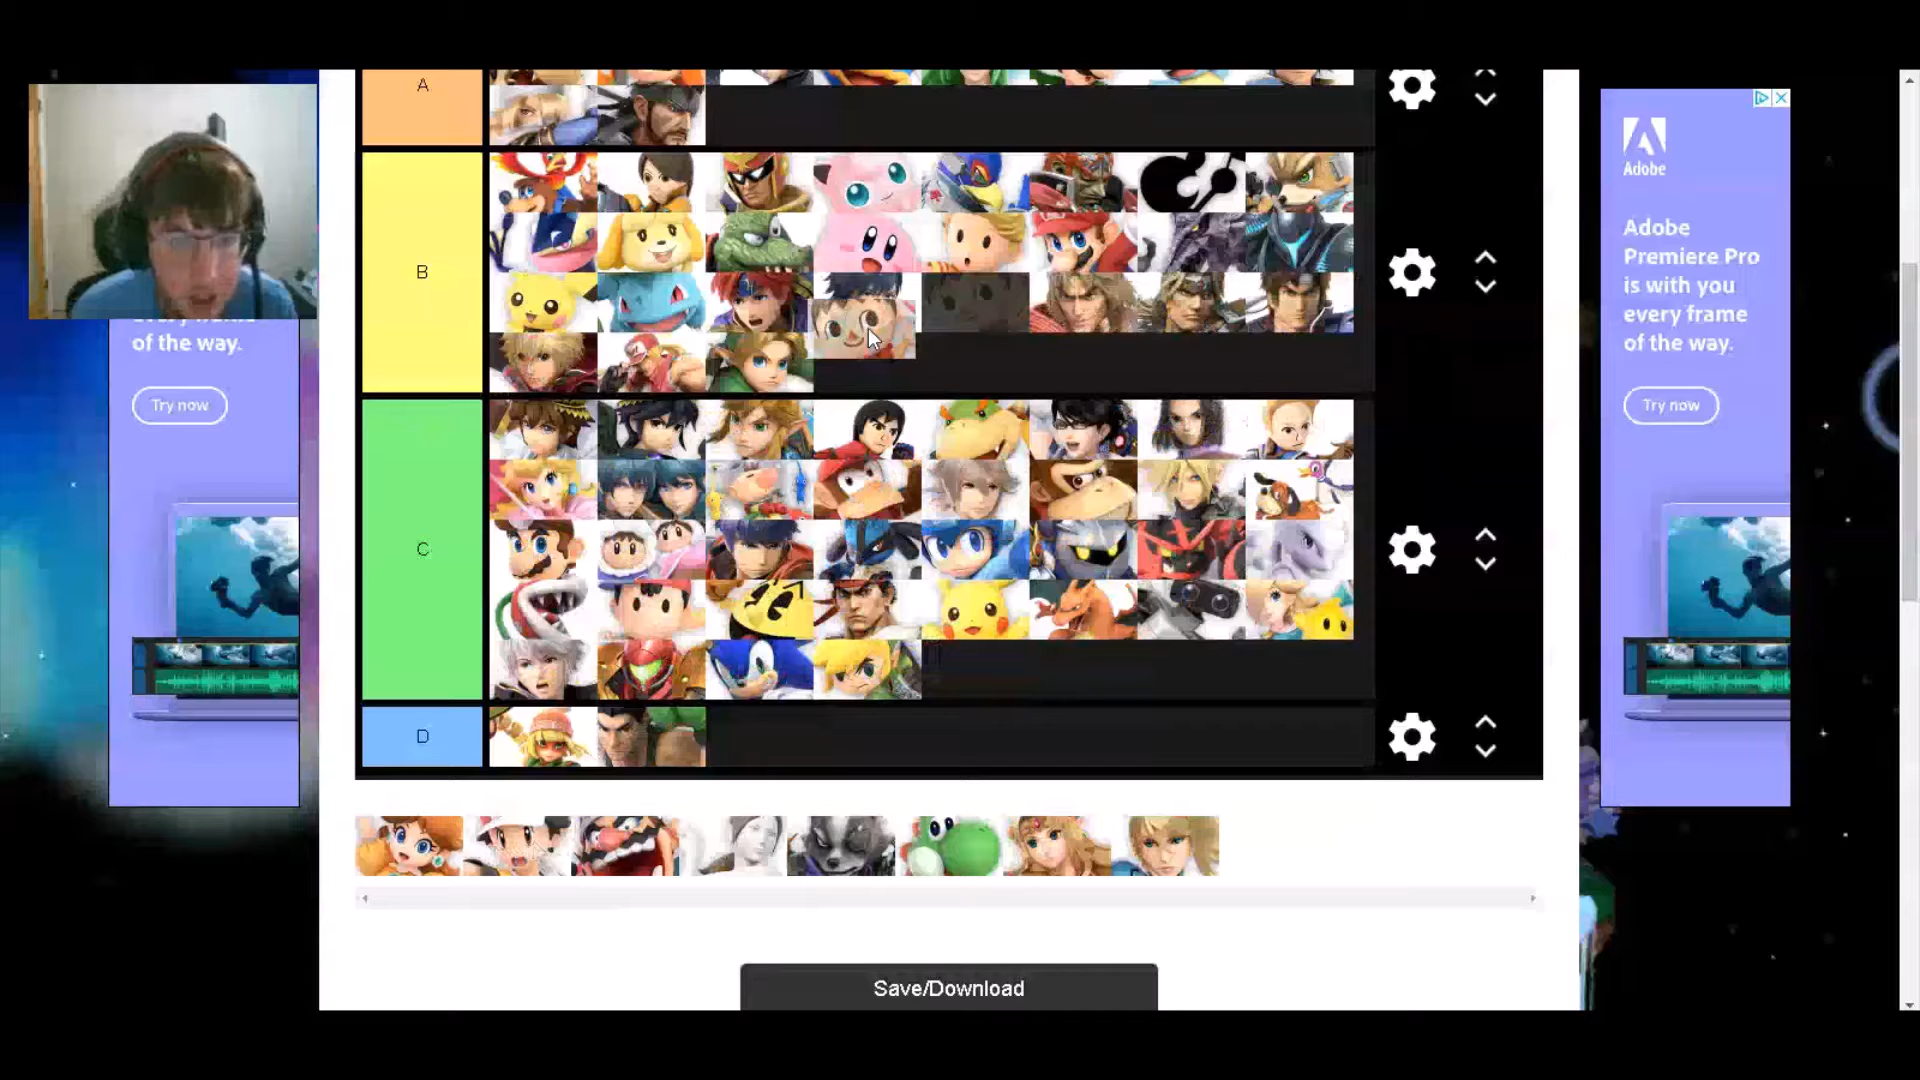 A
B
C
D
of the way.
Try now
Adobe
Adobe
Premiere Pro
is with you
every frame
of the way.
Try now
Save/Download